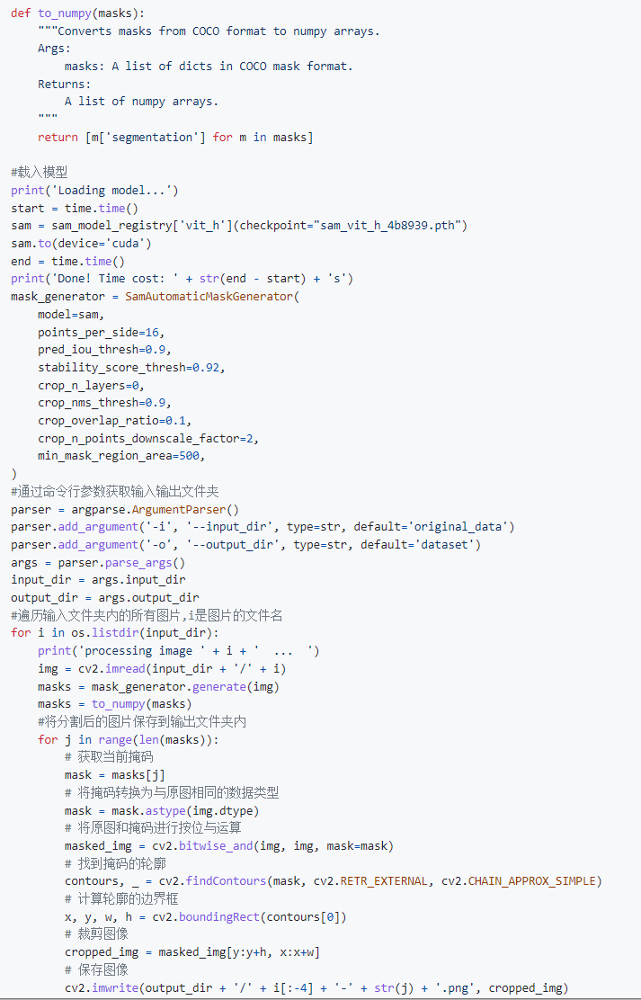 def to_numpy(masks):
    """Converts masks from COCO format to numpy arrays.
    Args:
        masks: A list of dicts in COCO mask format.
    Returns:
        A list of numpy arrays.
    """
    return [m['segmentation'] for m in masks]

#载入模型
print('Loading model...')
start = time.time()
sam = sam_model_registry['vit_h'](checkpoint="sam_vit_h_4b8939.pth")
sam.to(device='cuda')
end = time.time()
print('Done! Time cost: ' + str(end - start) + 's')
mask_generator = SamAutomaticMaskGenerator(
    model=sam,
    points_per_side=16,
    pred_iou_thresh=0.9,
    stability_score_thresh=0.92,
    crop_n_layers=0,
    crop_nms_thresh=0.9,
    crop_overlap_ratio=0.1,
    crop_n_points_downscale_factor=2,
    min_mask_region_area=500,
)
#通过命令行参数获取输入输出文件夹
parser = argparse.ArgumentParser()
parser.add_argument('-i', '--input_dir', type=str, default='original_data')
parser.add_argument('-o', '--output_dir', type=str, default='dataset')
args = parser.parse_args()
input_dir = args.input_dir
output_dir = args.output_dir
#遍历输入文件夹内的所有图片,i是图片的文件名
for i in os.listdir(input_dir):
    print('processing image ' + i + '  ...  ')
    img = cv2.imread(input_dir + '/' + i)
    masks = mask_generator.generate(img)
    masks = to_numpy(masks)
    #将分割后的图片保存到输出文件夹内
    for j in range(len(masks)):
        # 获取当前掩码
        mask = masks[j]
        # 将掩码转换为与原图相同的数据类型
        mask = mask.astype(img.dtype)
        # 将原图和掩码进行按位与运算
        masked_img = cv2.bitwise_and(img, img, mask=mask)
        # 找到掩码的轮廓
        contours, _ = cv2.findContours(mask, cv2.RETR_EXTERNAL, cv2.CHAIN_APPROX_SIMPLE)
        # 计算轮廓的边界框
        x, y, w, h = cv2.boundingRect(contours[0])
        # 裁剪图像
        cropped_img = masked_img[y:y+h, x:x+w]
        # 保存图像
        cv2.imwrite(output_dir + '/' + i[:-4] + '-' + str(j) + '.png', cropped_img)